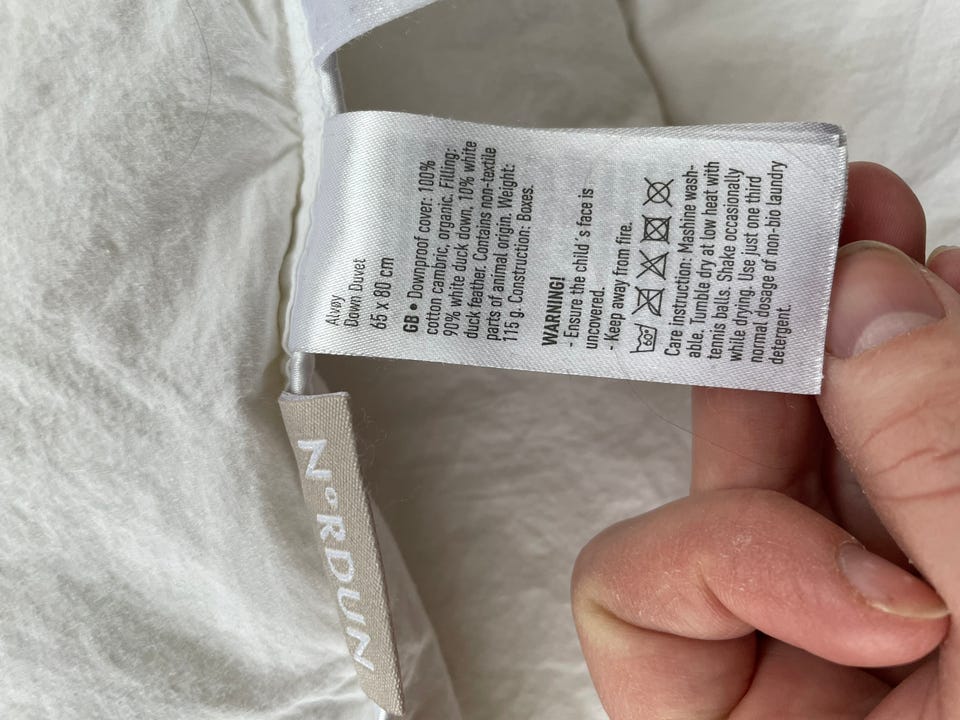 Alvøy
Down Duvet
65 x 80 cm
GB • Downproof cover: 100%
cotton cambric, organic. Filling:
90% white duck down, 10% white
duck feather. Contains non-textile
parts of animal origin. Weight:
115 g. Construction: Boxes.
WARNING!
- Ensure the child´s face is
uncovered.
- Keep away from fire.
60°
Care instruction: Mashine wash-
able. Tumble dry at low heat with
tennis balls. Shake occasionally
while drying. Use just one third
normal dosage of non-bio laundry
detergent.
N°RDUN